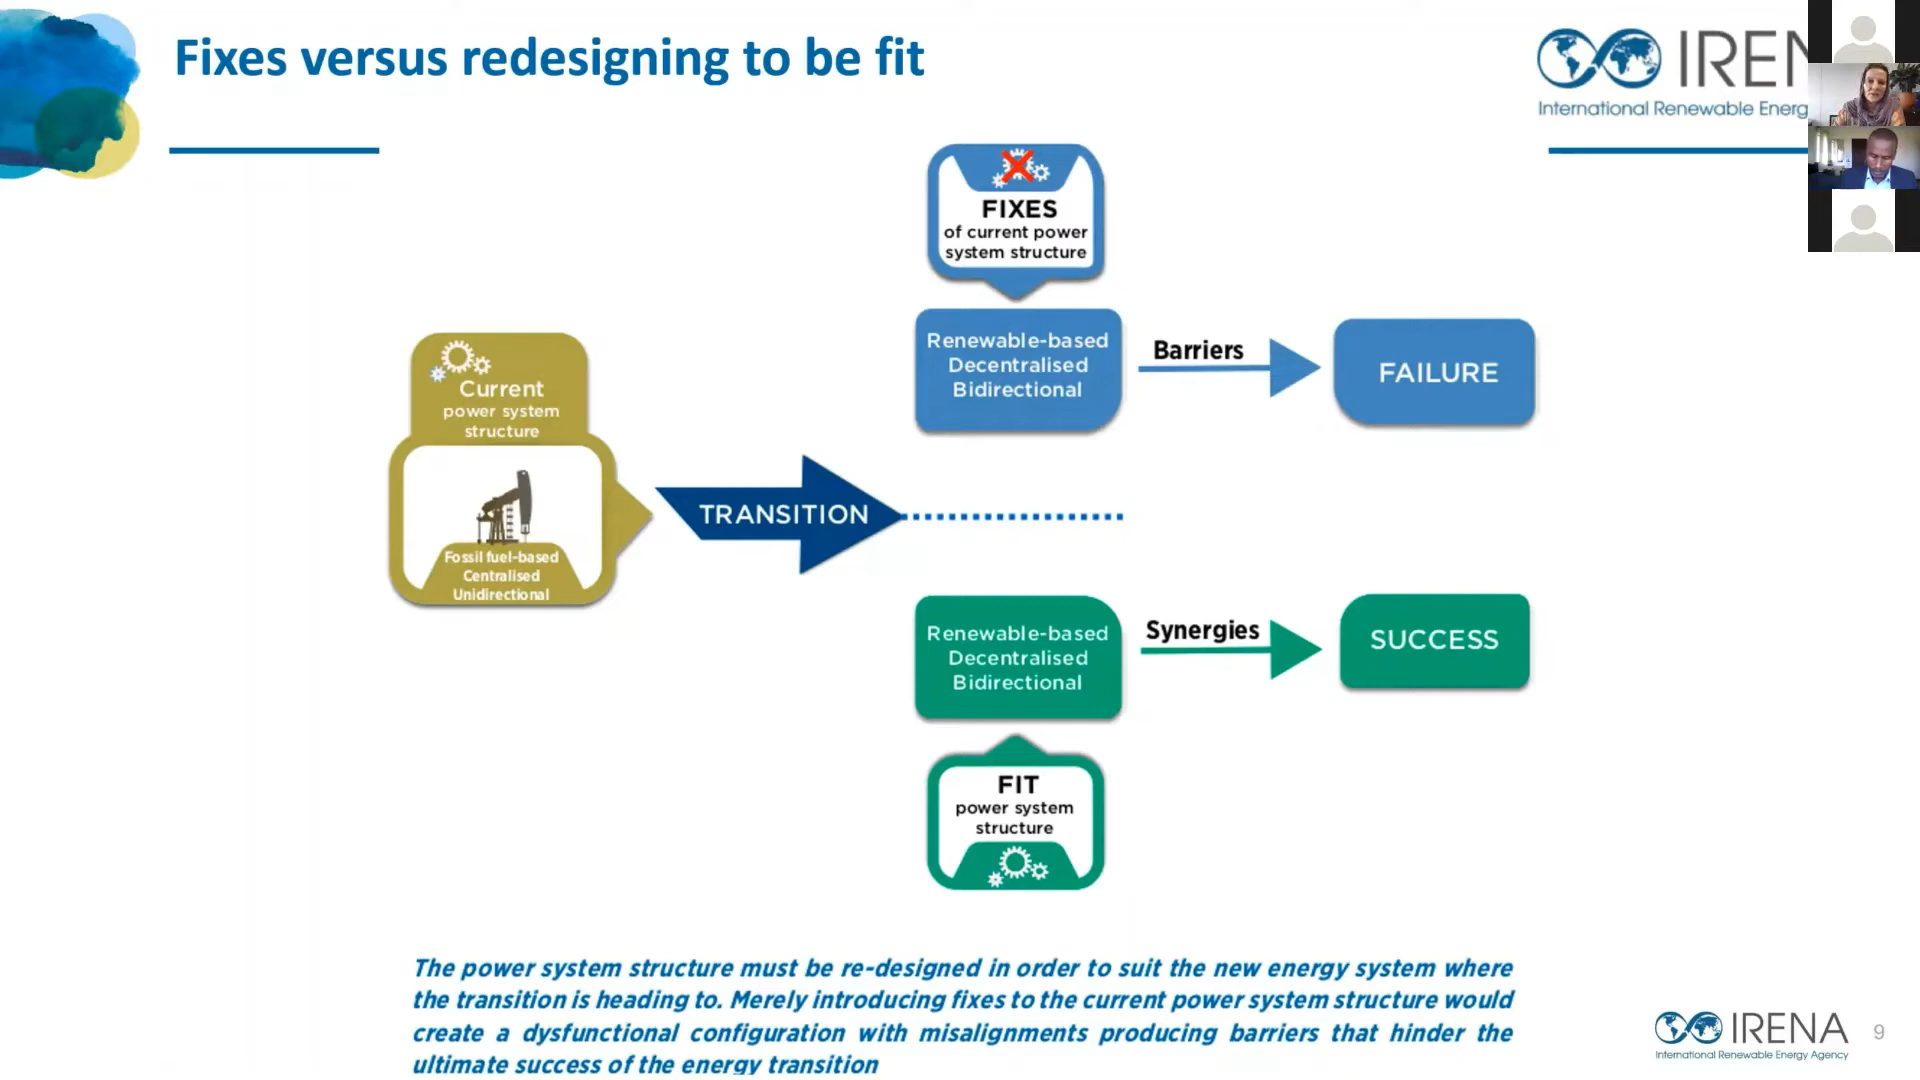 Fixes versus redesigning to be fit
IREN
International Renewable Energ
FIXES
of current power
system structure
Renewable-based
Decentralised
Bidirectional
Barriers
FAILURE
Current
power system
structure
Fossil fuel-based
Centralised
Unidirectional
TRANSITION
Renewable-based
Decentralised
Bidirectional
Synergies
SUCCESS
FIT
power system
structure
The power system structure must be re-designed in order to suit the new energy system where
the transition is heading to. Merely introducing fixes to the current power system structure would
create a dysfunctional configuration with misalignments producing barriers that hinder the
ultimate success of the energy transition
IRENA
International Renewable Energy Agency
9